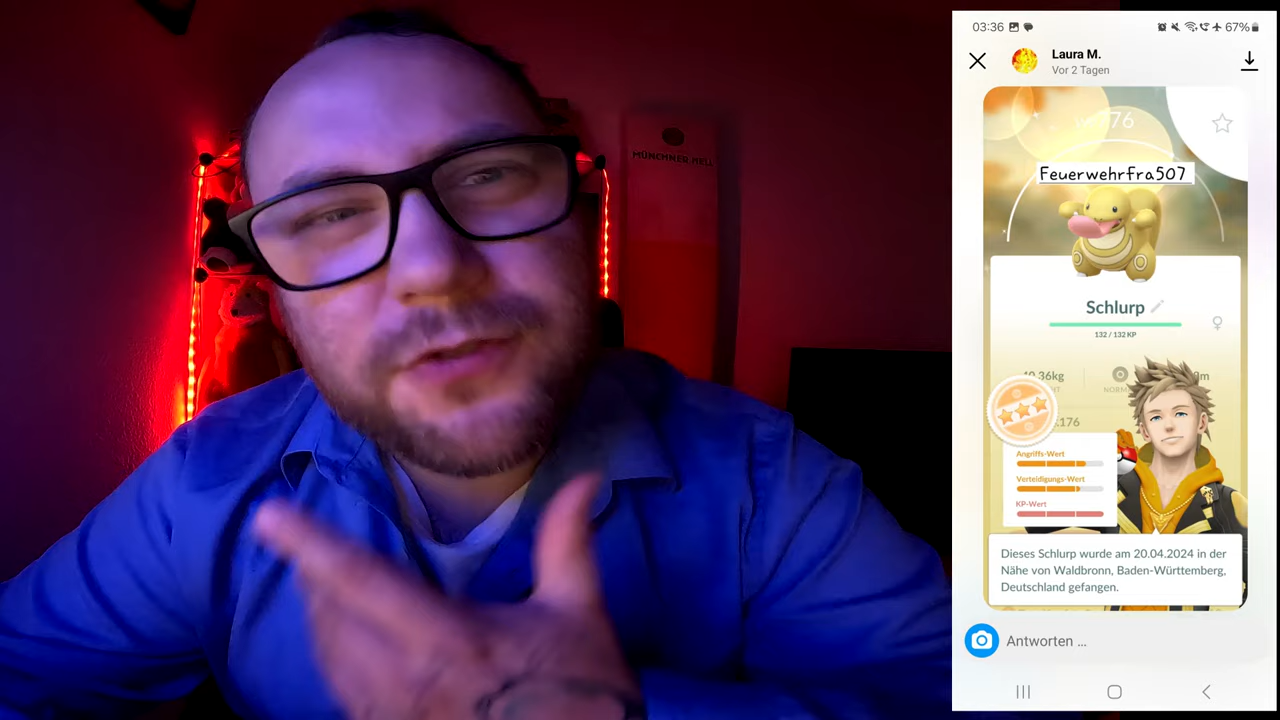 MÜNCHNER HELL
03:36
67%
Laura M.
Vor 2 Tagen
Feuerwehrfra507
Schlurp
132 / 132 KP
Angriffs-Wert
Verteidigungs-Wert
KP-Wert
Dieses Schlurp wurde am 20.04.2024 in der
Nähe von Waldbronn, Baden-Württemberg,
Deutschland gefangen.
Antworten ...